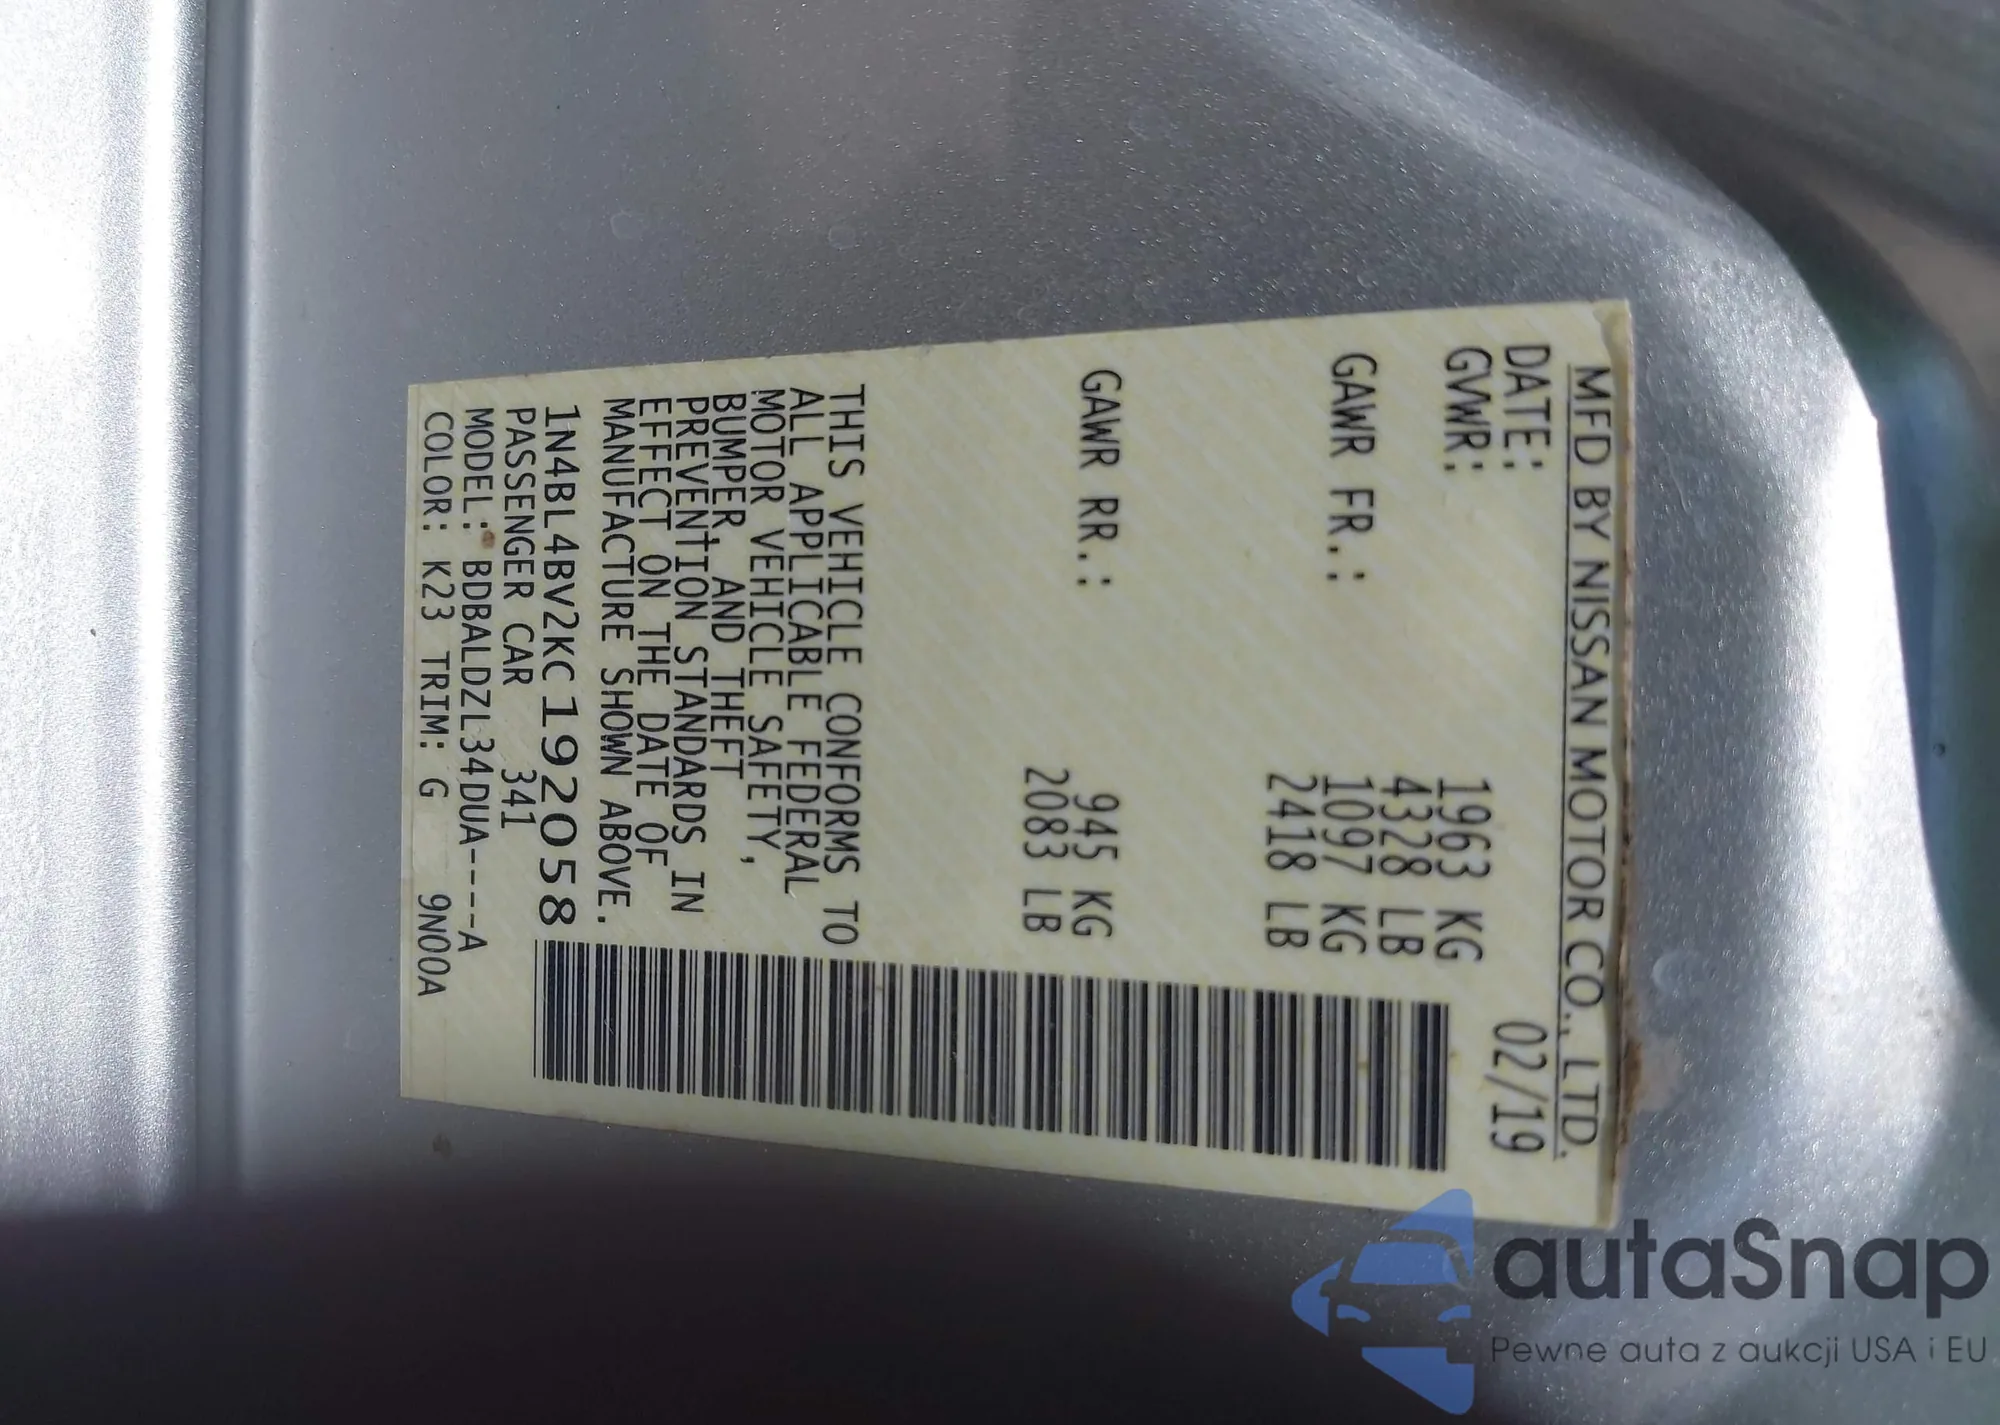 MFD BY NISSAN MOTOR CO., LTD.
DATE: 02/19
GVWR: 1963 KG
4328 LB
GAWR FR.: 1097 KG
2418 LB
GAWR RR.: 945 KG
2083 LB
THIS VEHICLE CONFORMS TO
ALL APPLICABLE FEDERAL
MOTOR VEHICLE SAFETY,
BUMPER, AND THEFT
PREVENTION STANDARDS IN
EFFECT ON THE DATE OF
MANUFACTURE SHOWN ABOVE.
1N4BL4BV2KC192058
PASSENGER CAR 341
MODEL: BDBALDZL34DUA----A
COLOR: K23 TRIM: G 9N00A
autaSnap
Pewne auta z aukcji USA i EU